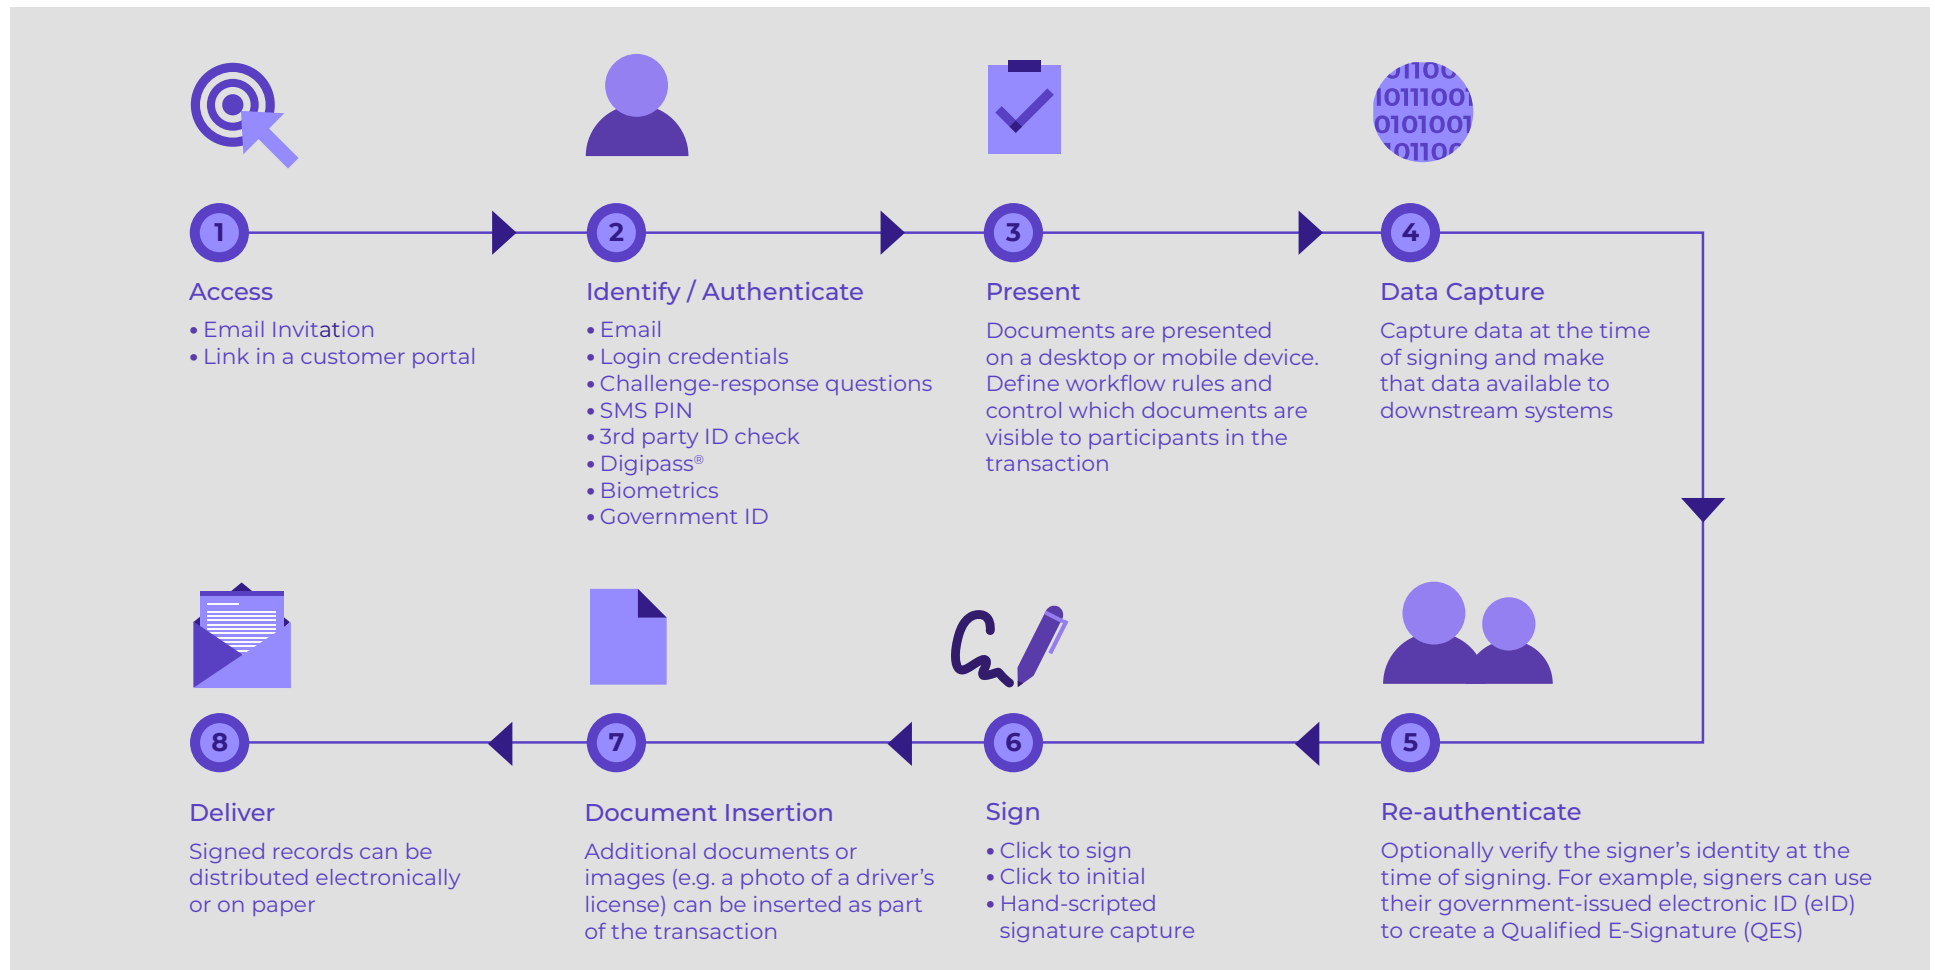 01100
10111001
0101001
01100
1
Access
• Email Invitation
• Link in a customer portal
2
Identify / Authenticate
• Email
• Login credentials
• Challenge-response questions
• SMS PIN
• 3rd party ID check
• Digipass®
• Biometrics
• Government ID
3
Present
Documents are presented
on a desktop or mobile device.
Define workflow rules and
control which documents are
visible to participants in the
transaction
4
Data Capture
Capture data at the time
of signing and make
that data available to
downstream systems
5
Re-authenticate
Optionally verify the signer’s identity at the
time of signing. For example, signers can use
their government-issued electronic ID (eID)
to create a Qualified E-Signature (QES)
6
Sign
• Click to sign
• Click to initial
• Hand-scripted
signature capture
7
Document Insertion
Additional documents or
images (e.g. a photo of a driver’s
license) can be inserted as part
of the transaction
8
Deliver
Signed records can be
distributed electronically
or on paper